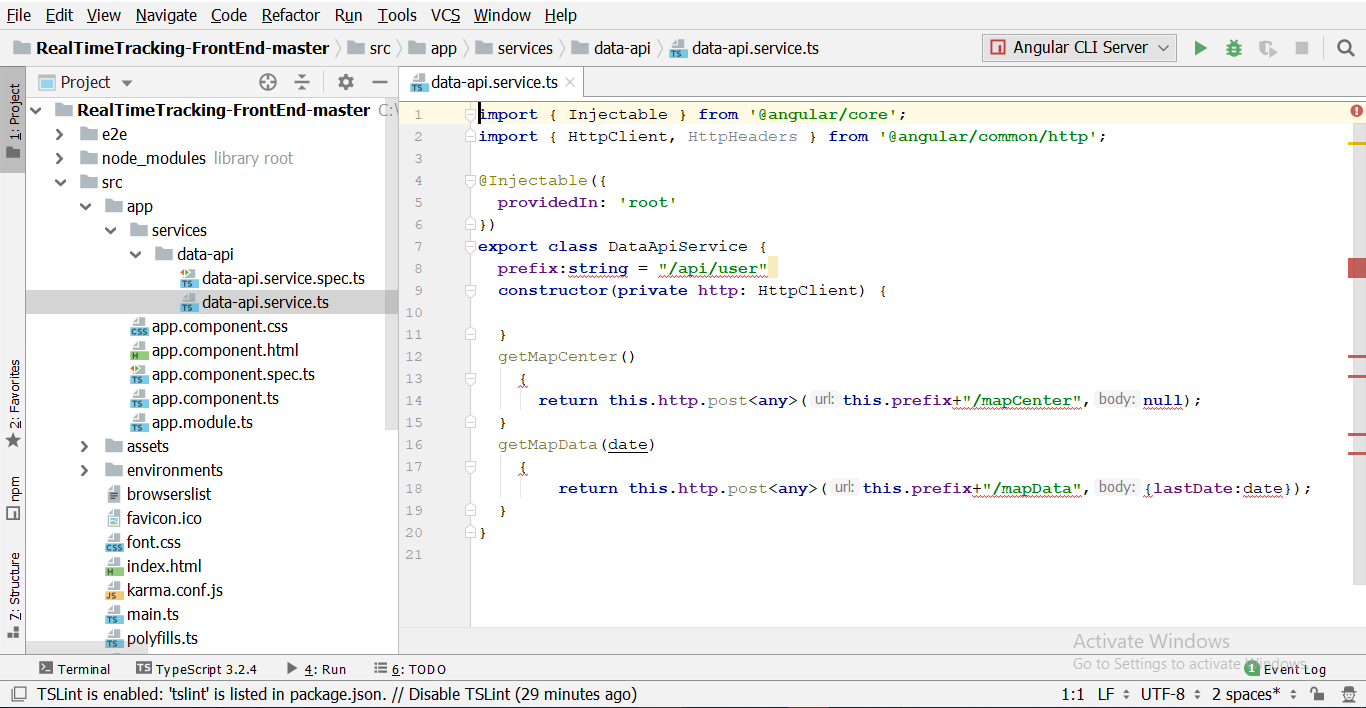 File Edit View Navigate Code Refactor Run Tools VCS Window Help
RealTimeTracking-FrontEnd-master src app services data-api data-api.service.ts Angular CLI Server
Project
data-api.service.ts
1: Project
2: Favorites
npm
7: Structure
RealTimeTracking-FrontEnd-master
e2e
node_modules library root
src
app
services
data-api
data-api.service.spec.ts
data-api.service.ts
app.component.css
app.component.html
app.component.spec.ts
app.component.ts
app.module.ts
assets
environments
browserslist
favicon.ico
font.css
index.html
karma.conf.js
main.ts
polyfills.ts
1 import { Injectable } from '@angular/core';
2 import { HttpClient, HttpHeaders } from '@angular/common/http';
3
4 @Injectable({
5 providedIn: 'root'
6 })
7 export class DataApiService {
8 prefix:string = "/api/user"
9 constructor(private http: HttpClient) {
10
11 }
12 getMapCenter()
13 {
14 return this.http.post<any>( url: this.prefix+"/mapCenter", body: null);
15 }
16 getMapData(date)
17 {
18 return this.http.post<any>( url: this.prefix+"/mapData", body: {lastDate:date});
19 }
20 }
21
Activate Windows
Go to Settings to activate Windows.
Terminal TypeScript 3.2.4 4: Run 6: TODO 1 Event Log
TSLint is enabled: 'tslint' is listed in package.json. // Disable TSLint (29 minutes ago) 1:1 LF UTF-8 2 spaces*